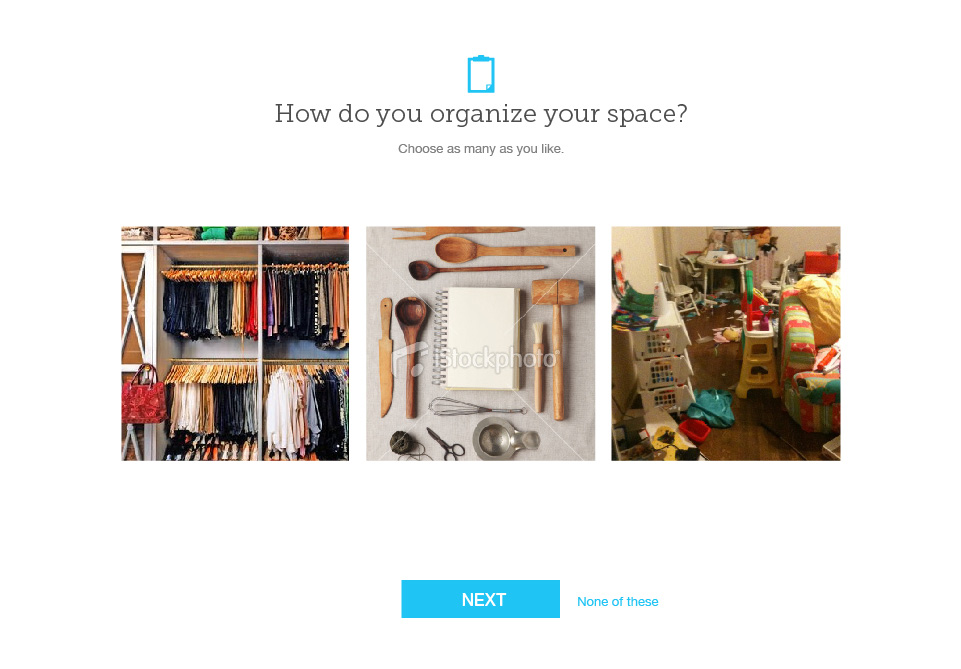 How do you organize your space?
Choose as many as you like.
iStockphoto
NEXT
None of these